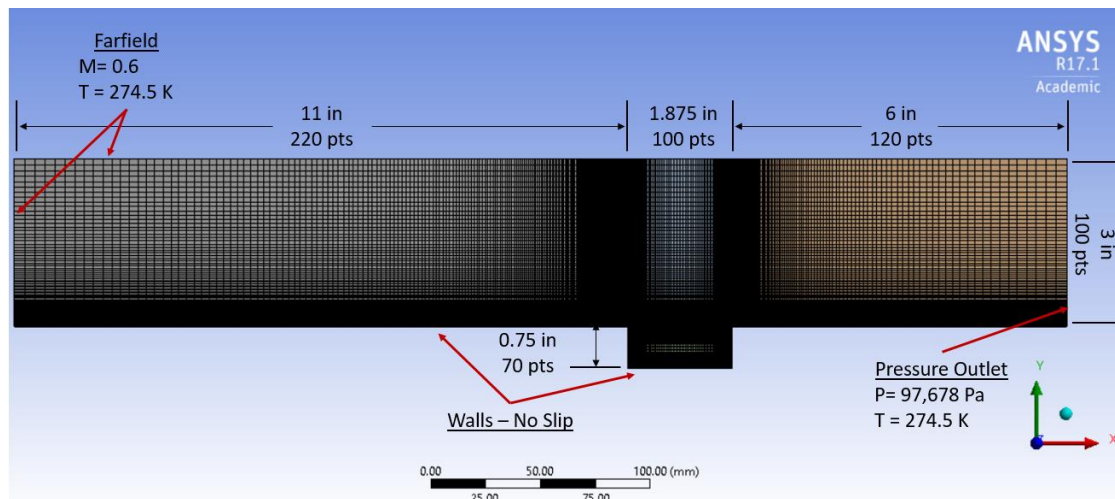 Farfield
M= 0.6
T = 274.5 K
ANSYS
R17.1
Academic
11 in
220 pts
1.875 in
100 pts
6 in
120 pts
3 in
100 pts
0.75 in
70 pts
Walls – No Slip
Pressure Outlet
P= 97,678 Pa
T = 274.5 K
Y
X
0.00
50.00
100.00 (mm)
25.00
75.00